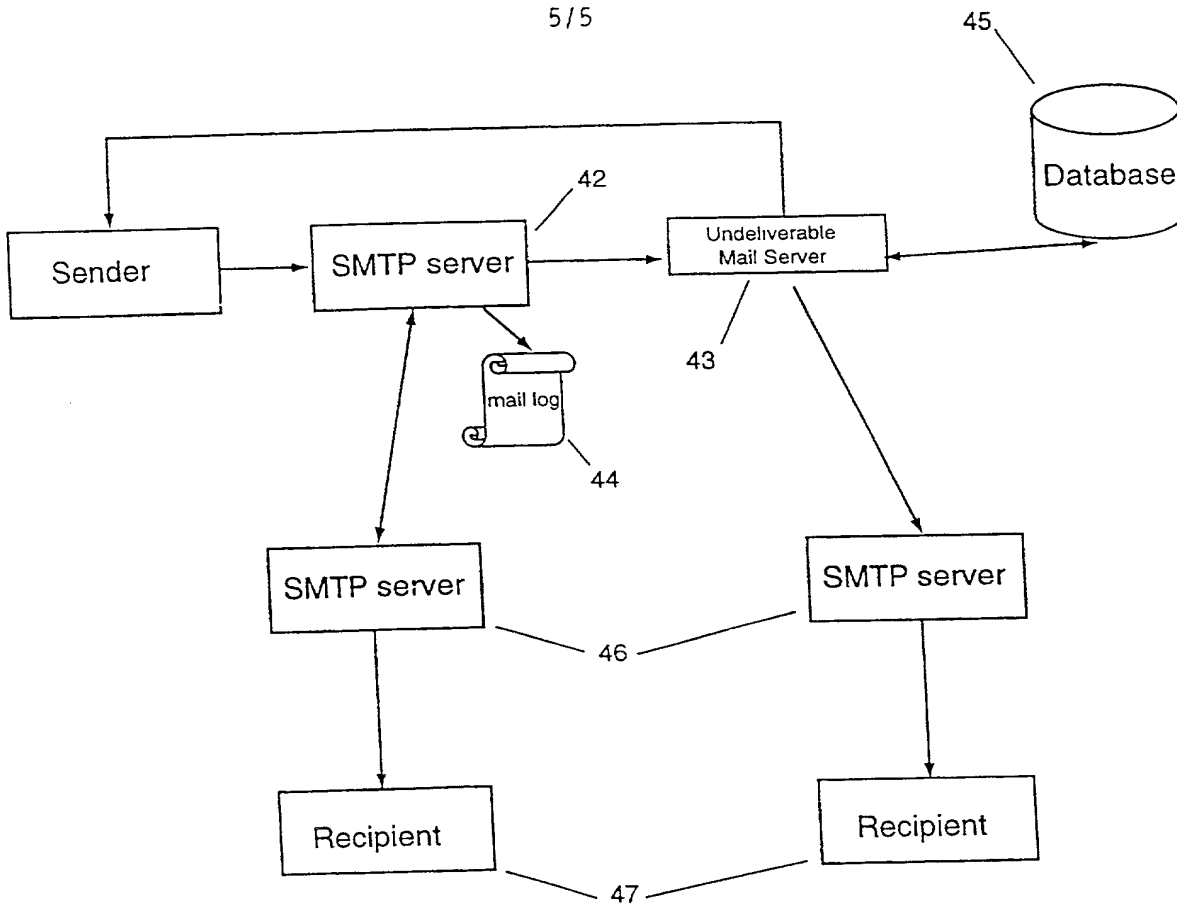 5/5
45
Database
42
Sender
SMTP server
Undeliverable
Mail Server
43
mail log
44
SMTP server
SMTP server
46
Recipient
Recipient
47